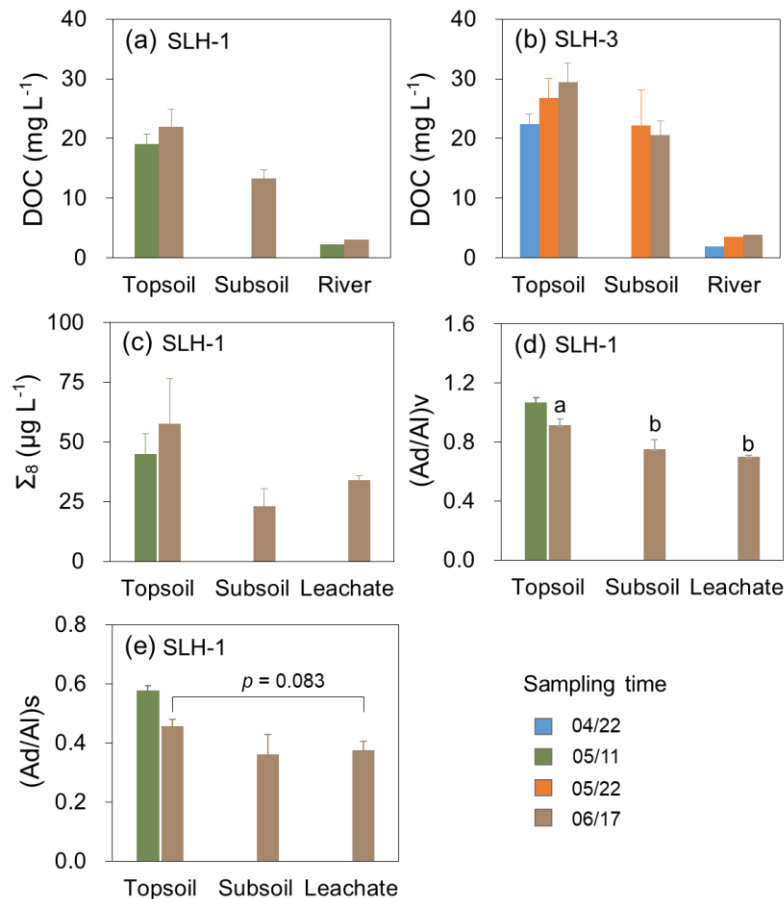 (a) SLH-1
DOC (mg L⁻¹)
40
30
20
10
0
Topsoil Subsoil River
(b) SLH-3
DOC (mg L⁻¹)
40
30
20
10
0
Topsoil Subsoil River
(c) SLH-1
Σ₈ (µg L⁻¹)
100
75
50
25
0
Topsoil Subsoil Leachate
(d) SLH-1
(Ad/Al)v
1.6
1.2
0.8
0.4
0.0
a
b
b
Topsoil Subsoil Leachate
(e) SLH-1
(Ad/Al)s
0.8
0.6
0.4
0.2
0.0
p = 0.083
Topsoil Subsoil Leachate
Sampling time
04/22
05/11
05/22
06/17